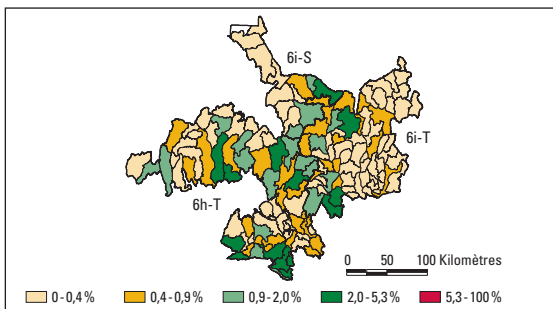 6i-S
6i-T
6h-T
0 50 100 Kilomètres
0 - 0,4 % 0,4 - 0,9 % 0,9 - 2,0 % 2,0 - 5,3 % 5,3 - 100 %